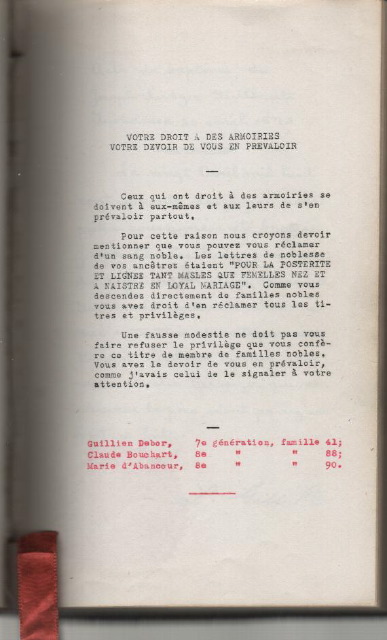 VOTRE DROIT A DES ARMOIRIES
VOTRE DEVOIR DE VOUS EN PREVALOIR
Ceux qui ont droit à des armoiries se
doivent à eux-mêmes et aux leurs de s'en
prévaloir partout.
Pour cette raison nous croyons devoir
mentionner que vous pouvez vous réclamer
d'un sang noble. Les lettres de noblesse
de vos ancêtres étaient "POUR LA POSTERITE
ET LIGNEE TANT MASLES QUE FEMELLES NEZ ET
A NAISTRE EN LOYAL MARIAGE". Comme vous
descendez directement de familles nobles
vous avez droit d'en réclamer tous les ti-
tres et privilèges.
Une fausse modestie ne doit pas vous
faire refuser le privilège que vous confè-
re ce titre de membre de familles nobles.
Vous avez le devoir de vous en prévaloir,
comme j'avais celui de le signaler à votre
attention.
Guillien Debor, 7e génération, famille 41;
Claude Bouchart, 8e " " 88;
Marie d'Abancour, 8e " " 90.